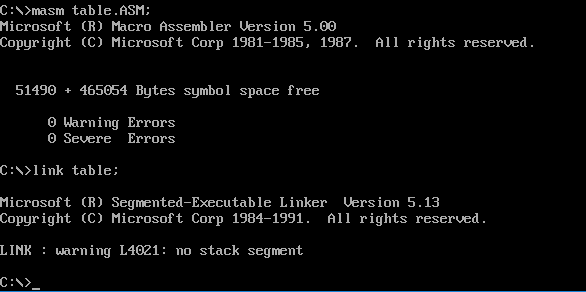 C:\>masm table.ASM;
Microsoft (R) Macro Assembler Version 5.00
Copyright (C) Microsoft Corp 1981-1985, 1987.  All rights reserved.
51490 + 465054 Bytes symbol space free
0 Warning Errors
0 Severe  Errors
C:\>link table;
Microsoft (R) Segmented-Executable Linker  Version 5.13
Copyright (C) Microsoft Corp 1984-1991.  All rights reserved.
LINK : warning L4021: no stack segment
C:\>_